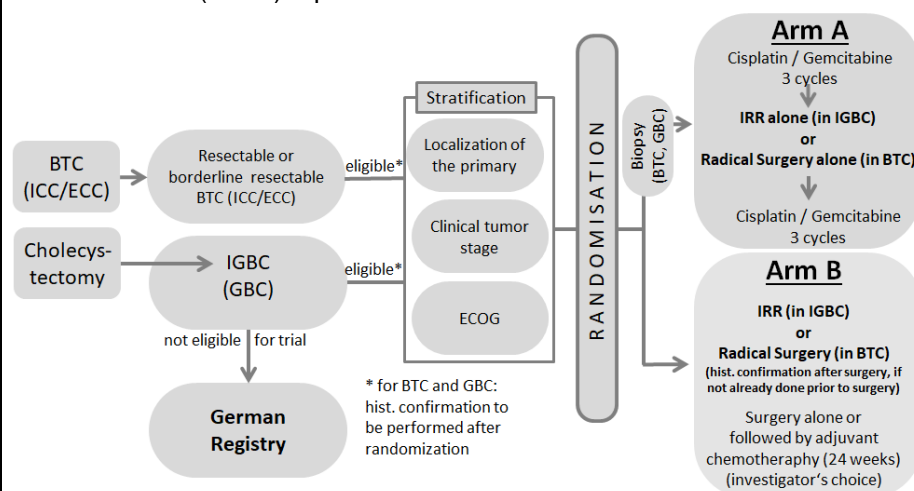 BTC
(ICC/ECC)
Cholecys-
tectomy
Resectable or
borderline resectable
BTC (ICC/ECC)
IGBC
(GBC)
eligible*
eligible*
not eligible for trial
German
Registry
Stratification
Localization of
the primary
Clinical tumor
stage
ECOG
* for BTC and GBC:
hist. confirmation to
be performed after
randomization
RANDOMISATION
Biopsy
(BTC, GBC)
Arm A
Cisplatin / Gemcitabine
3 cycles
IRR alone (in IGBC)
or
Radical Surgery alone (in BTC)
Cisplatin / Gemcitabine
3 cycles
Arm B
IRR (in IGBC)
or
Radical Surgery (in BTC)
(hist. confirmation after surgery, if
not already done prior to surgery)
Surgery alone or
followed by adjuvant
chemotheraphy (24 weeks)
(investigator's choice)